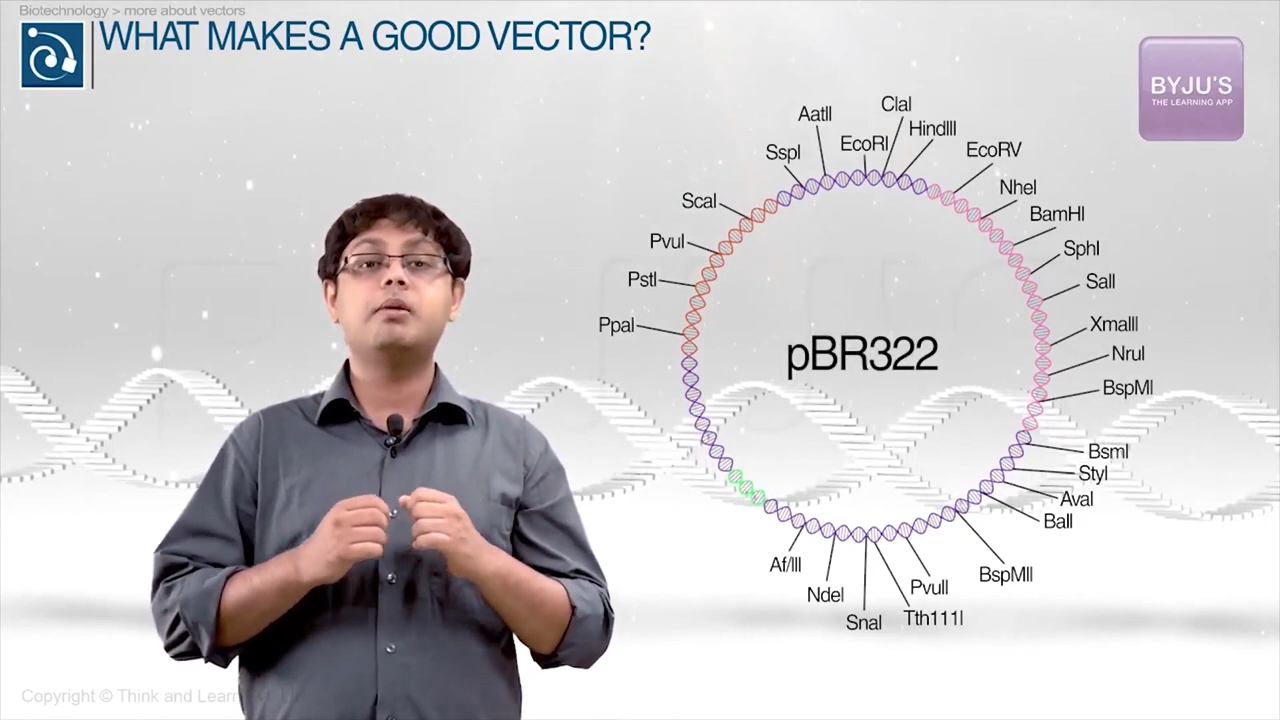 Biotechnology > more about vectors
WHAT MAKES A GOOD VECTOR?
BYJU'S
THE LEARNING APP
ClaI
AatII
HindIII
EcoRI
SspI
EcoRV
NheI
ScaI
BamHI
PvuI
SphI
PstI
SalI
PpaI
XmaIII
pBR322
NruI
BspMI
BsmI
StyI
AvaI
BalI
Af/III
BspMII
NdeI
PvuII
SnaI
Tth111I
Copyright © Think and Learn